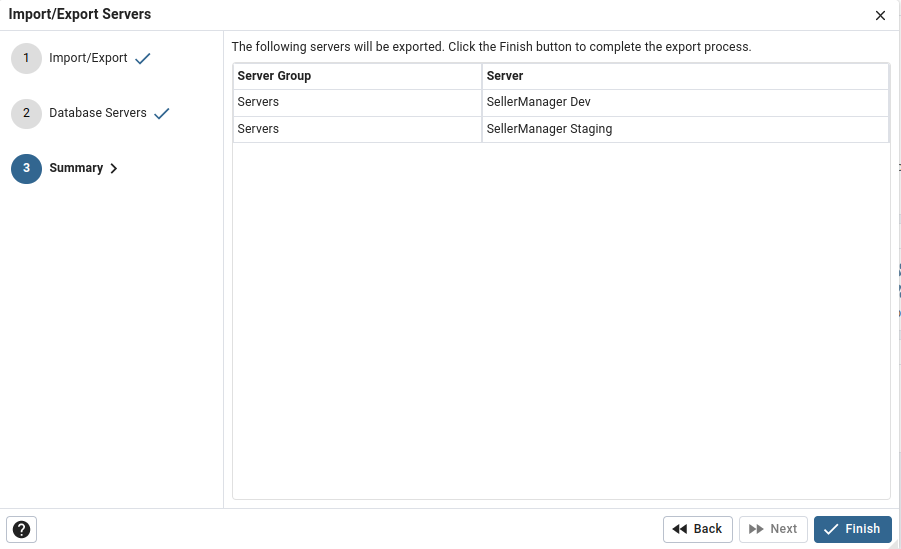 Import/Export Servers
1 Import/Export
2 Database Servers
3 Summary
The following servers will be exported. Click the Finish button to complete the export process.
Server Group Server
Servers SellerManager Dev
Servers SellerManager Staging
? Back Next Finish